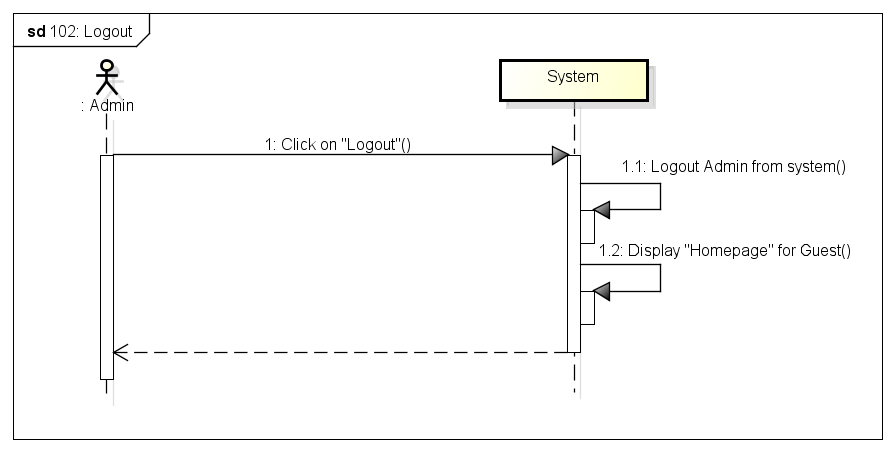 sd 102: Logout
System
: Admin
1: Click on "Logout"()
1.1: Logout Admin from system()
1.2: Display "Homepage" for Guest()